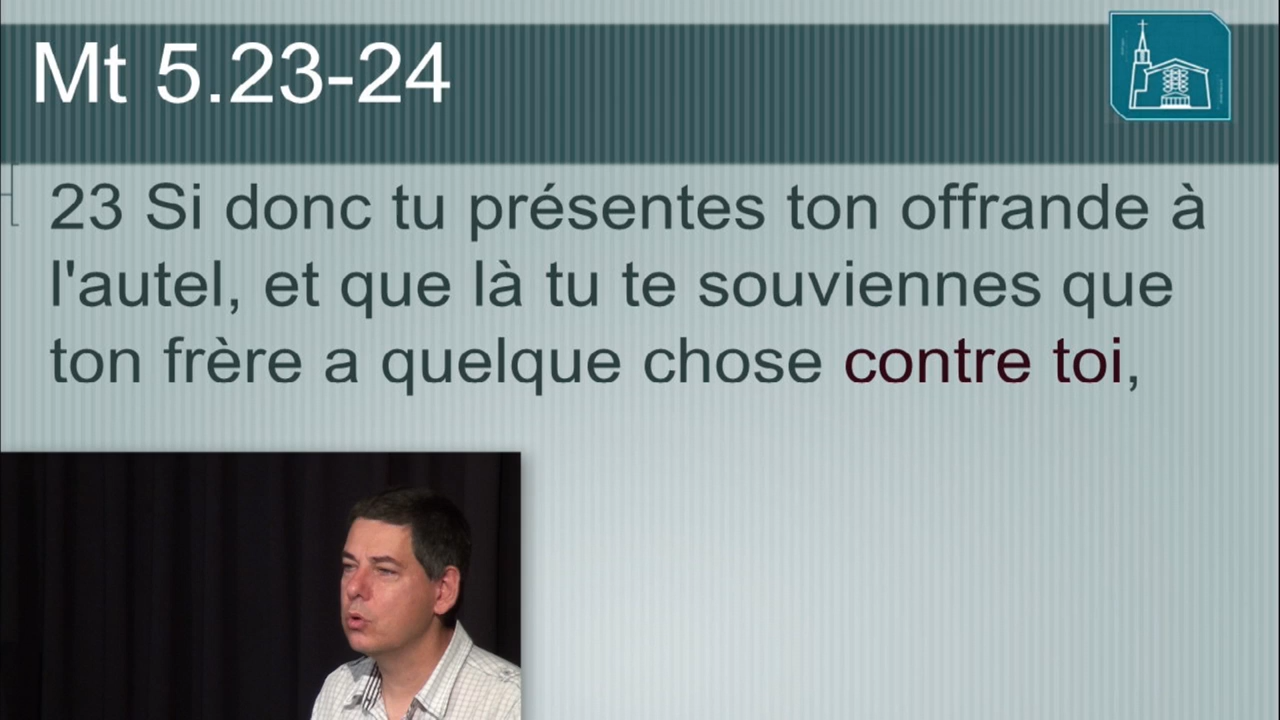 Mt 5.23-24
23 Si donc tu présentes ton offrande à
l'autel, et que là tu te souviennes que
ton frère a quelque chose contre toi,